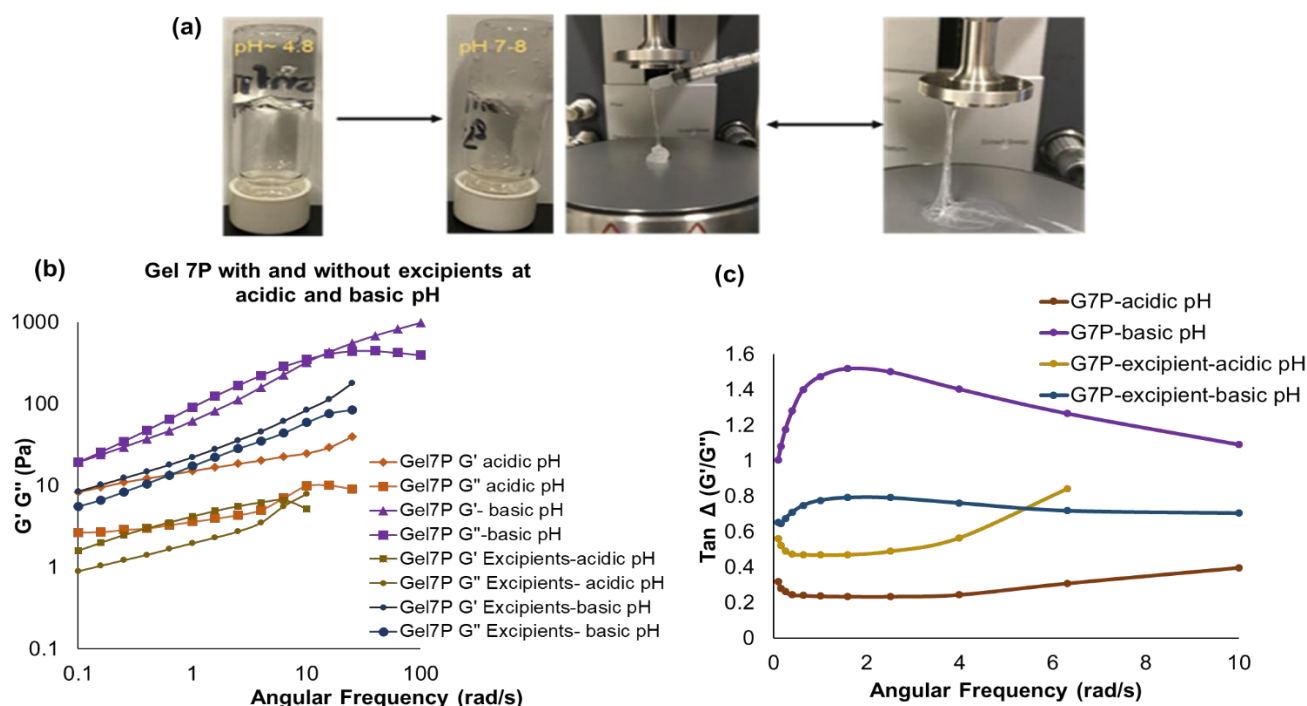 (a)
pH~ 4.8
pH 7-8
(b)
Gel 7P with and without excipients at
acidic and basic pH
G' G" (Pa)
1000
100
10
1
0.1
0.1
1
10
100
Angular Frequency (rad/s)
Gel7P G' acidic pH
Gel7P G" acidic pH
Gel7P G'- basic pH
Gel7P G"-basic pH
Gel7P G' Excipients-acidic pH
Gel7P G" Excipients- acidic pH
Gel7P G' Excipients-basic pH
Gel7P G" Excipients- basic pH
(c)
G7P-acidic pH
G7P-basic pH
G7P-excipient-acidic pH
G7P-excipient-basic pH
Tan Δ (G'/G")
1.6
1.4
1.2
1
0.8
0.6
0.4
0.2
0
0
2
4
6
8
10
Angular Frequency (rad/s)